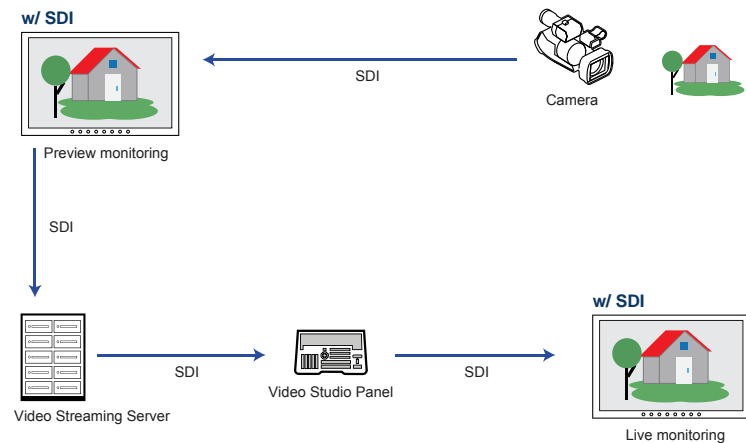 w/ SDI
SDI
Camera
Preview monitoring
SDI
w/ SDI
SDI
Video Studio Panel
SDI
Video Streaming Server
Live monitoring